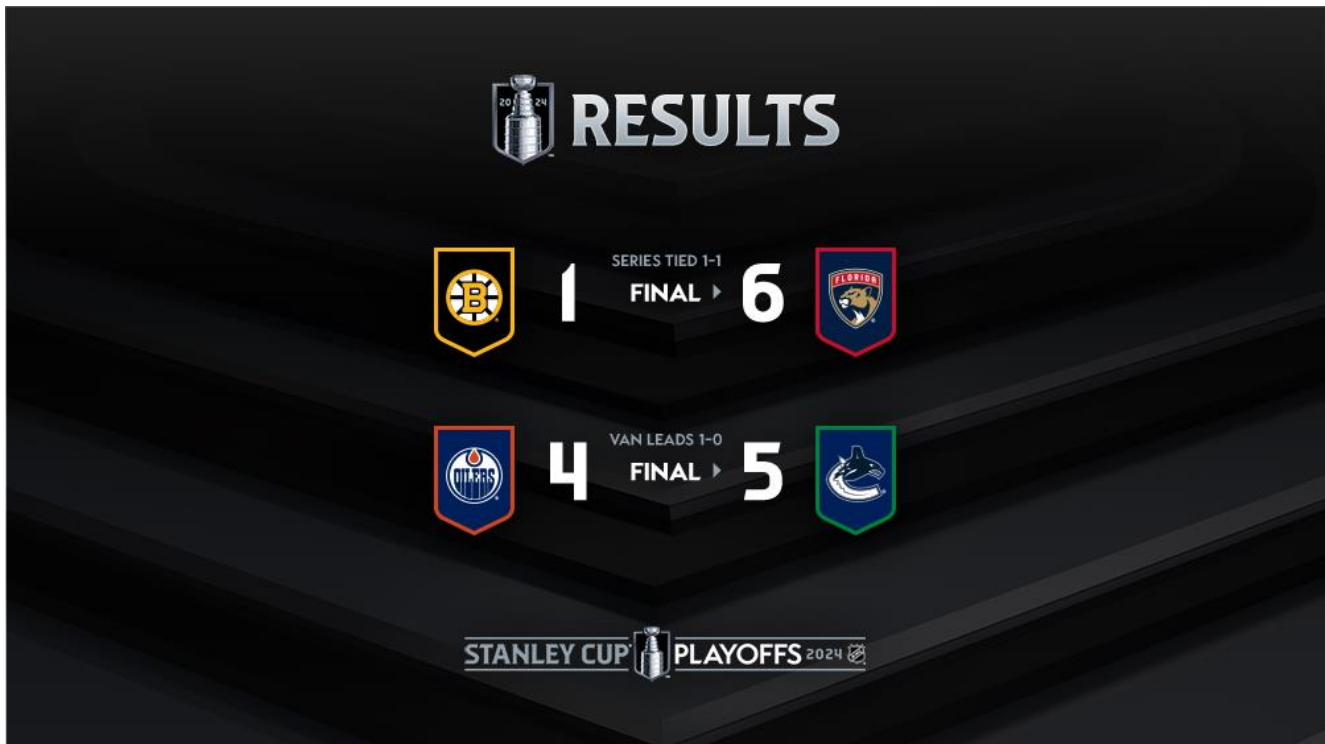 20 24
RESULTS
B
1
SERIES TIED 1-1
FINAL
6
FLORIDA
OILERS
4
VAN LEADS 1-0
FINAL
5
STANLEY CUP PLAYOFFS 2024 NHL